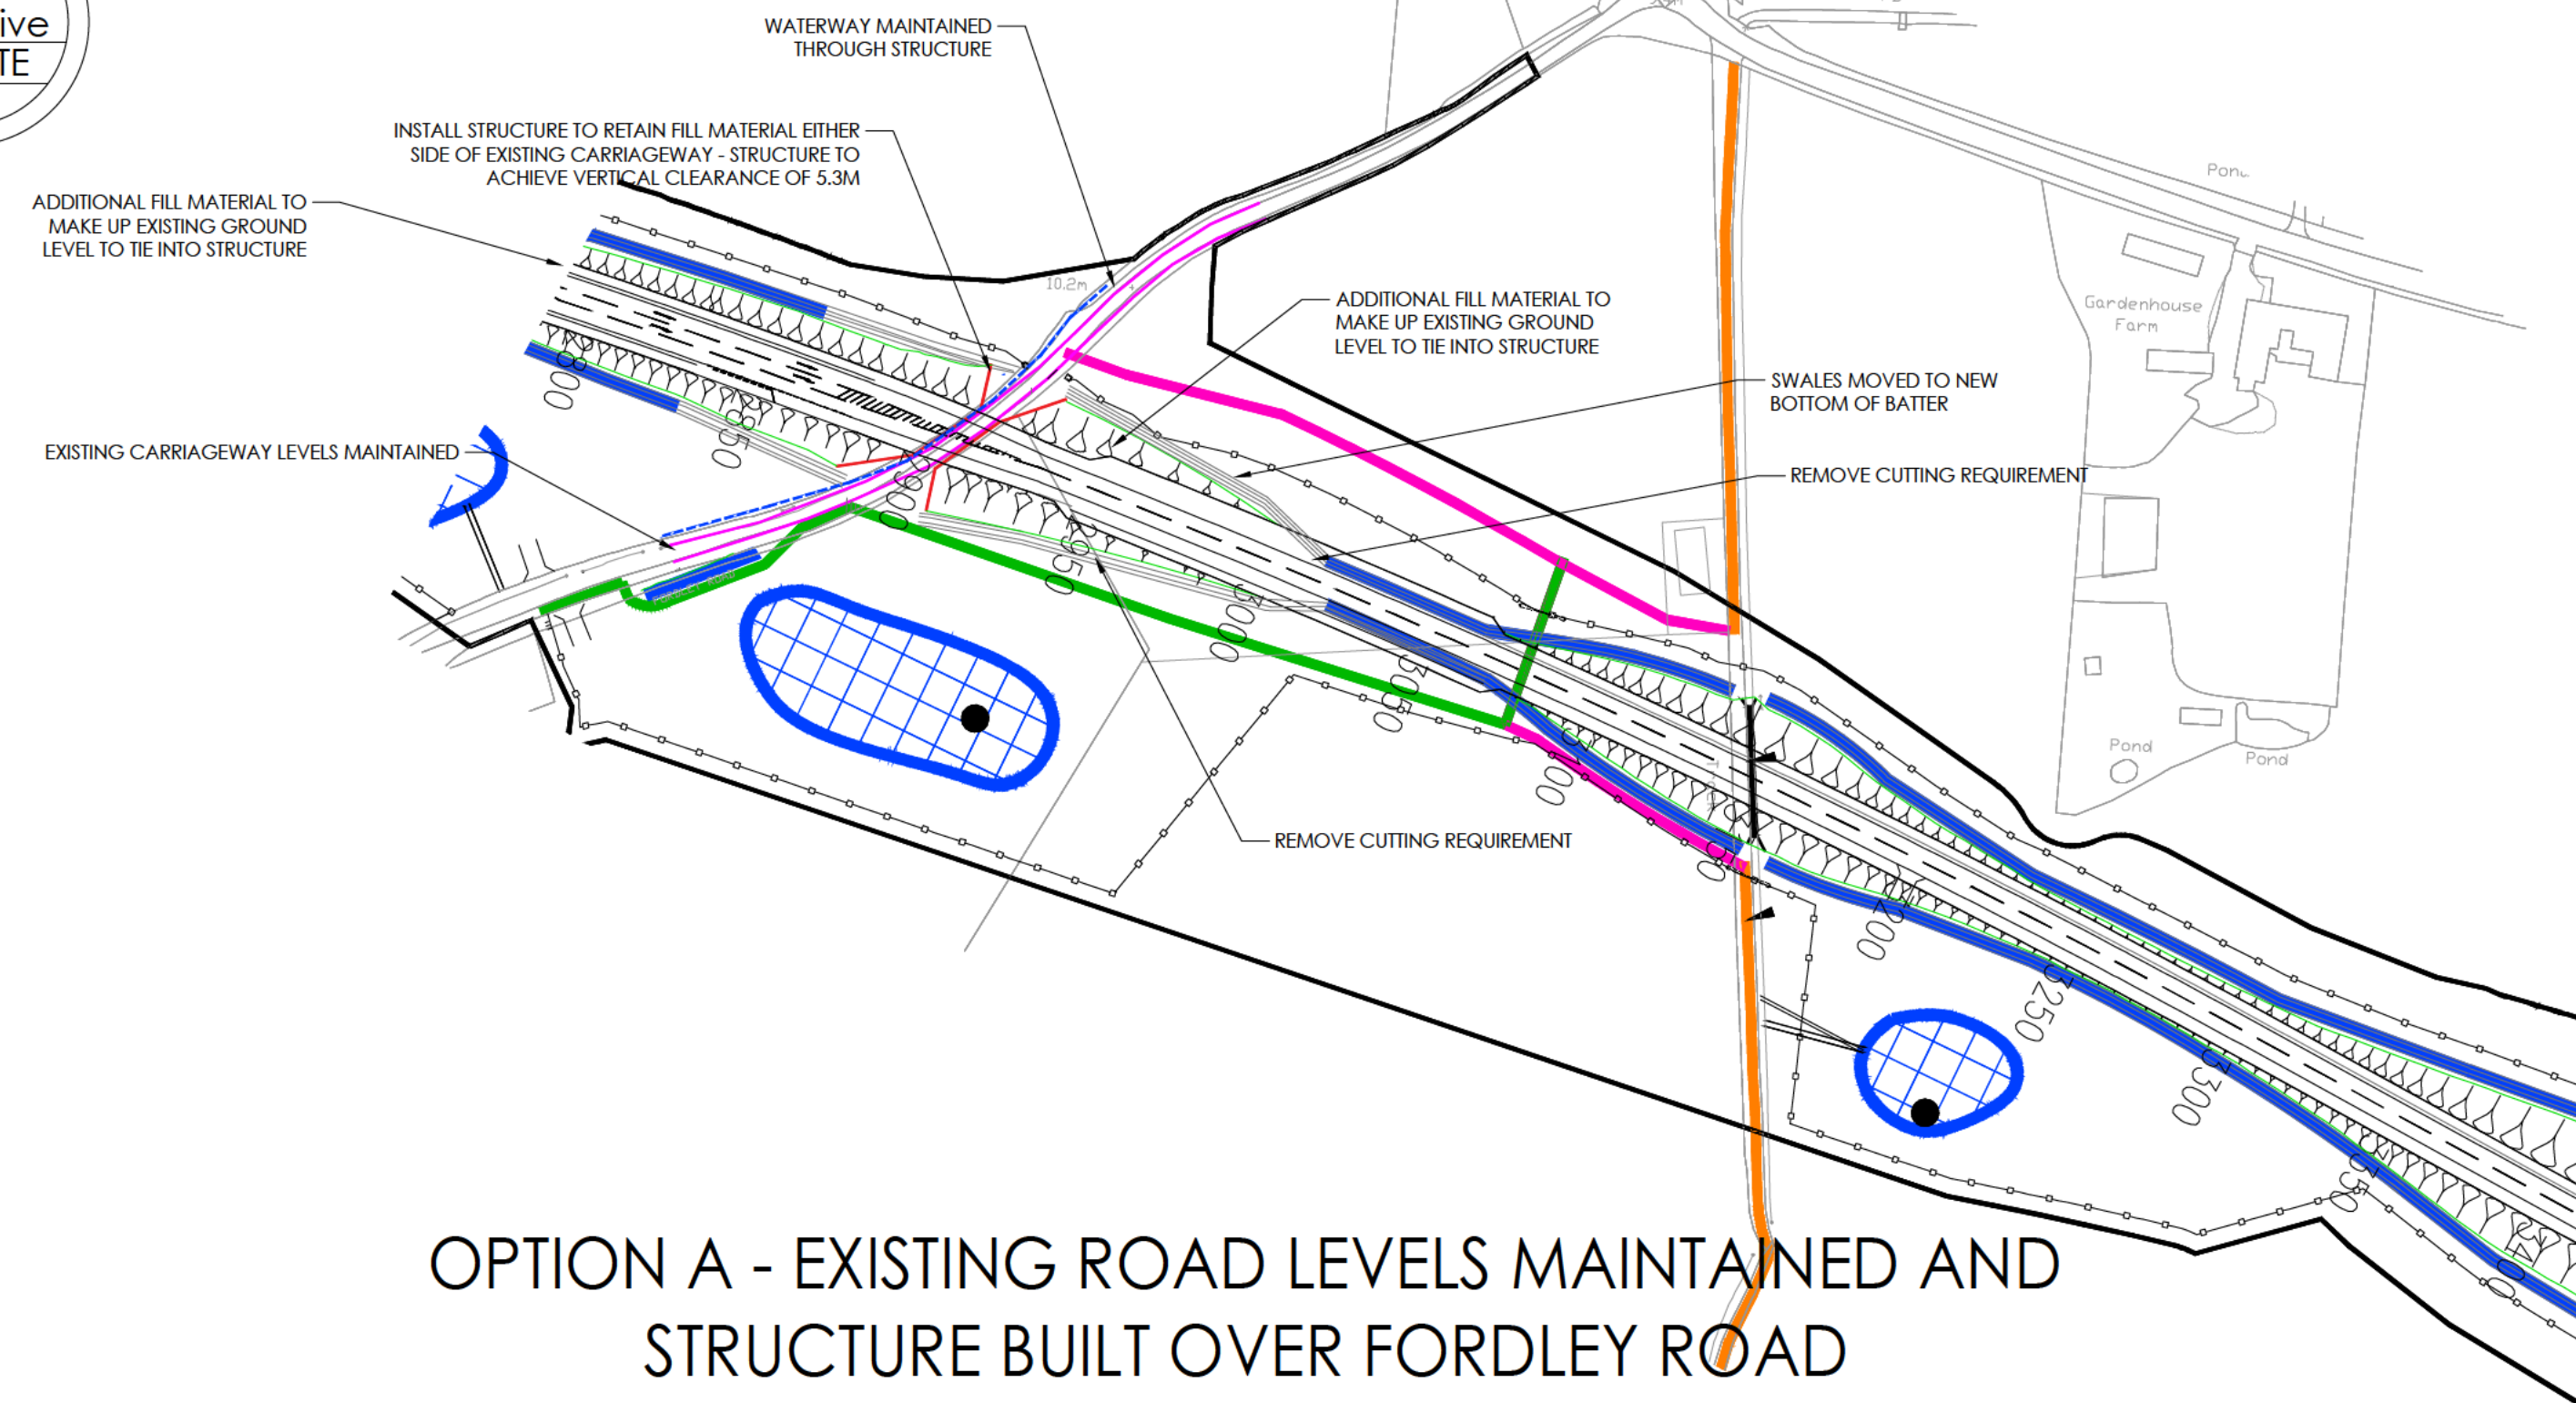 ive
TE
WATERWAY MAINTAINED
THROUGH STRUCTURE
INSTALL STRUCTURE TO RETAIN FILL MATERIAL EITHER
SIDE OF EXISTING CARRIAGEWAY - STRUCTURE TO
ACHIEVE VERTICAL CLEARANCE OF 5.3M
ADDITIONAL FILL MATERIAL TO
MAKE UP EXISTING GROUND
LEVEL TO TIE INTO STRUCTURE
10.2m
ADDITIONAL FILL MATERIAL TO
MAKE UP EXISTING GROUND
LEVEL TO TIE INTO STRUCTURE
Gardenhouse
Farm
SWALES MOVED TO NEW
BOTTOM OF BATTER
EXISTING CARRIAGEWAY LEVELS MAINTAINED
REMOVE CUTTING REQUIREMENT
FORDLEY ROAD
Pond
Pond
Track
REMOVE CUTTING REQUIREMENT
OPTION A - EXISTING ROAD LEVELS MAINTAINED AND
STRUCTURE BUILT OVER FORDLEY ROAD